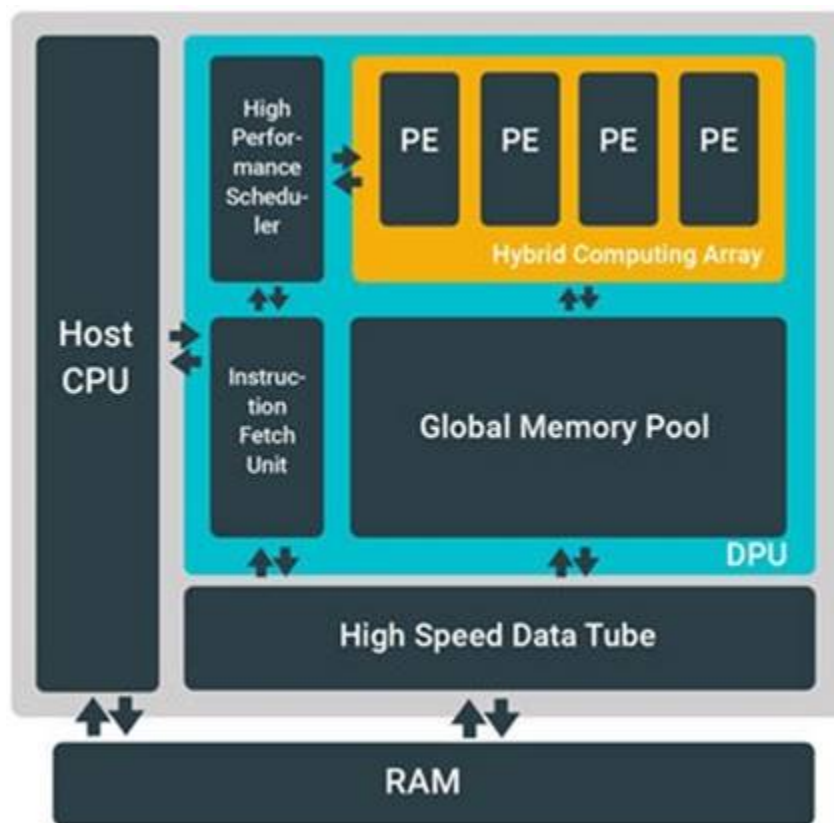 High
Perfor-
mance
Schedu-
ler
PE
PE
PE
PE
Hybrid Computing Array
Host
CPU
Instruc-
tion
Fetch
Unit
Global Memory Pool
DPU
High Speed Data Tube
RAM